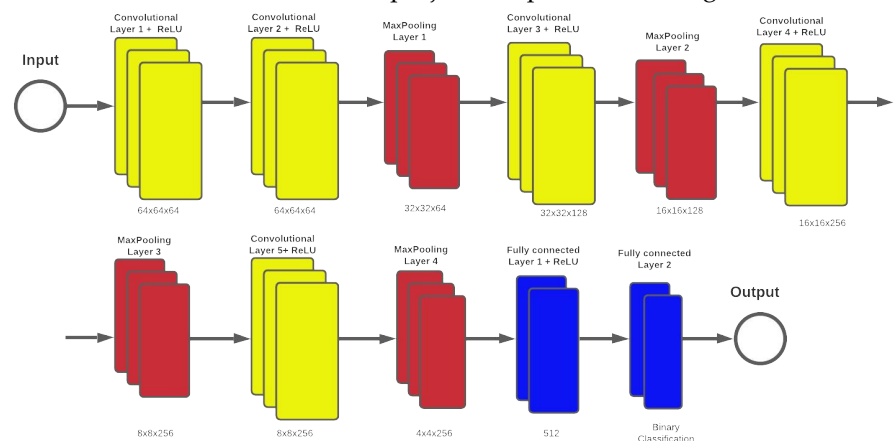 Convolutional
Layer 1 + ReLU
Convolutional
Layer 2 + ReLU
MaxPooling
Layer 1
Convolutional
Layer 3 + ReLU
MaxPooling
Layer 2
Convolutional
Layer 4 + ReLU
Input
64x64x64
64x64x64
32x32x64
32x32x128
16x16x128
16x16x256
MaxPooling
Layer 3
Convolutional
Layer 5+ ReLU
MaxPooling
Layer 4
Fully connected
Layer 1 + ReLU
Fully connected
Layer 2
Output
8x8x256
8x8x256
4x4x256
512
Binary
Classification